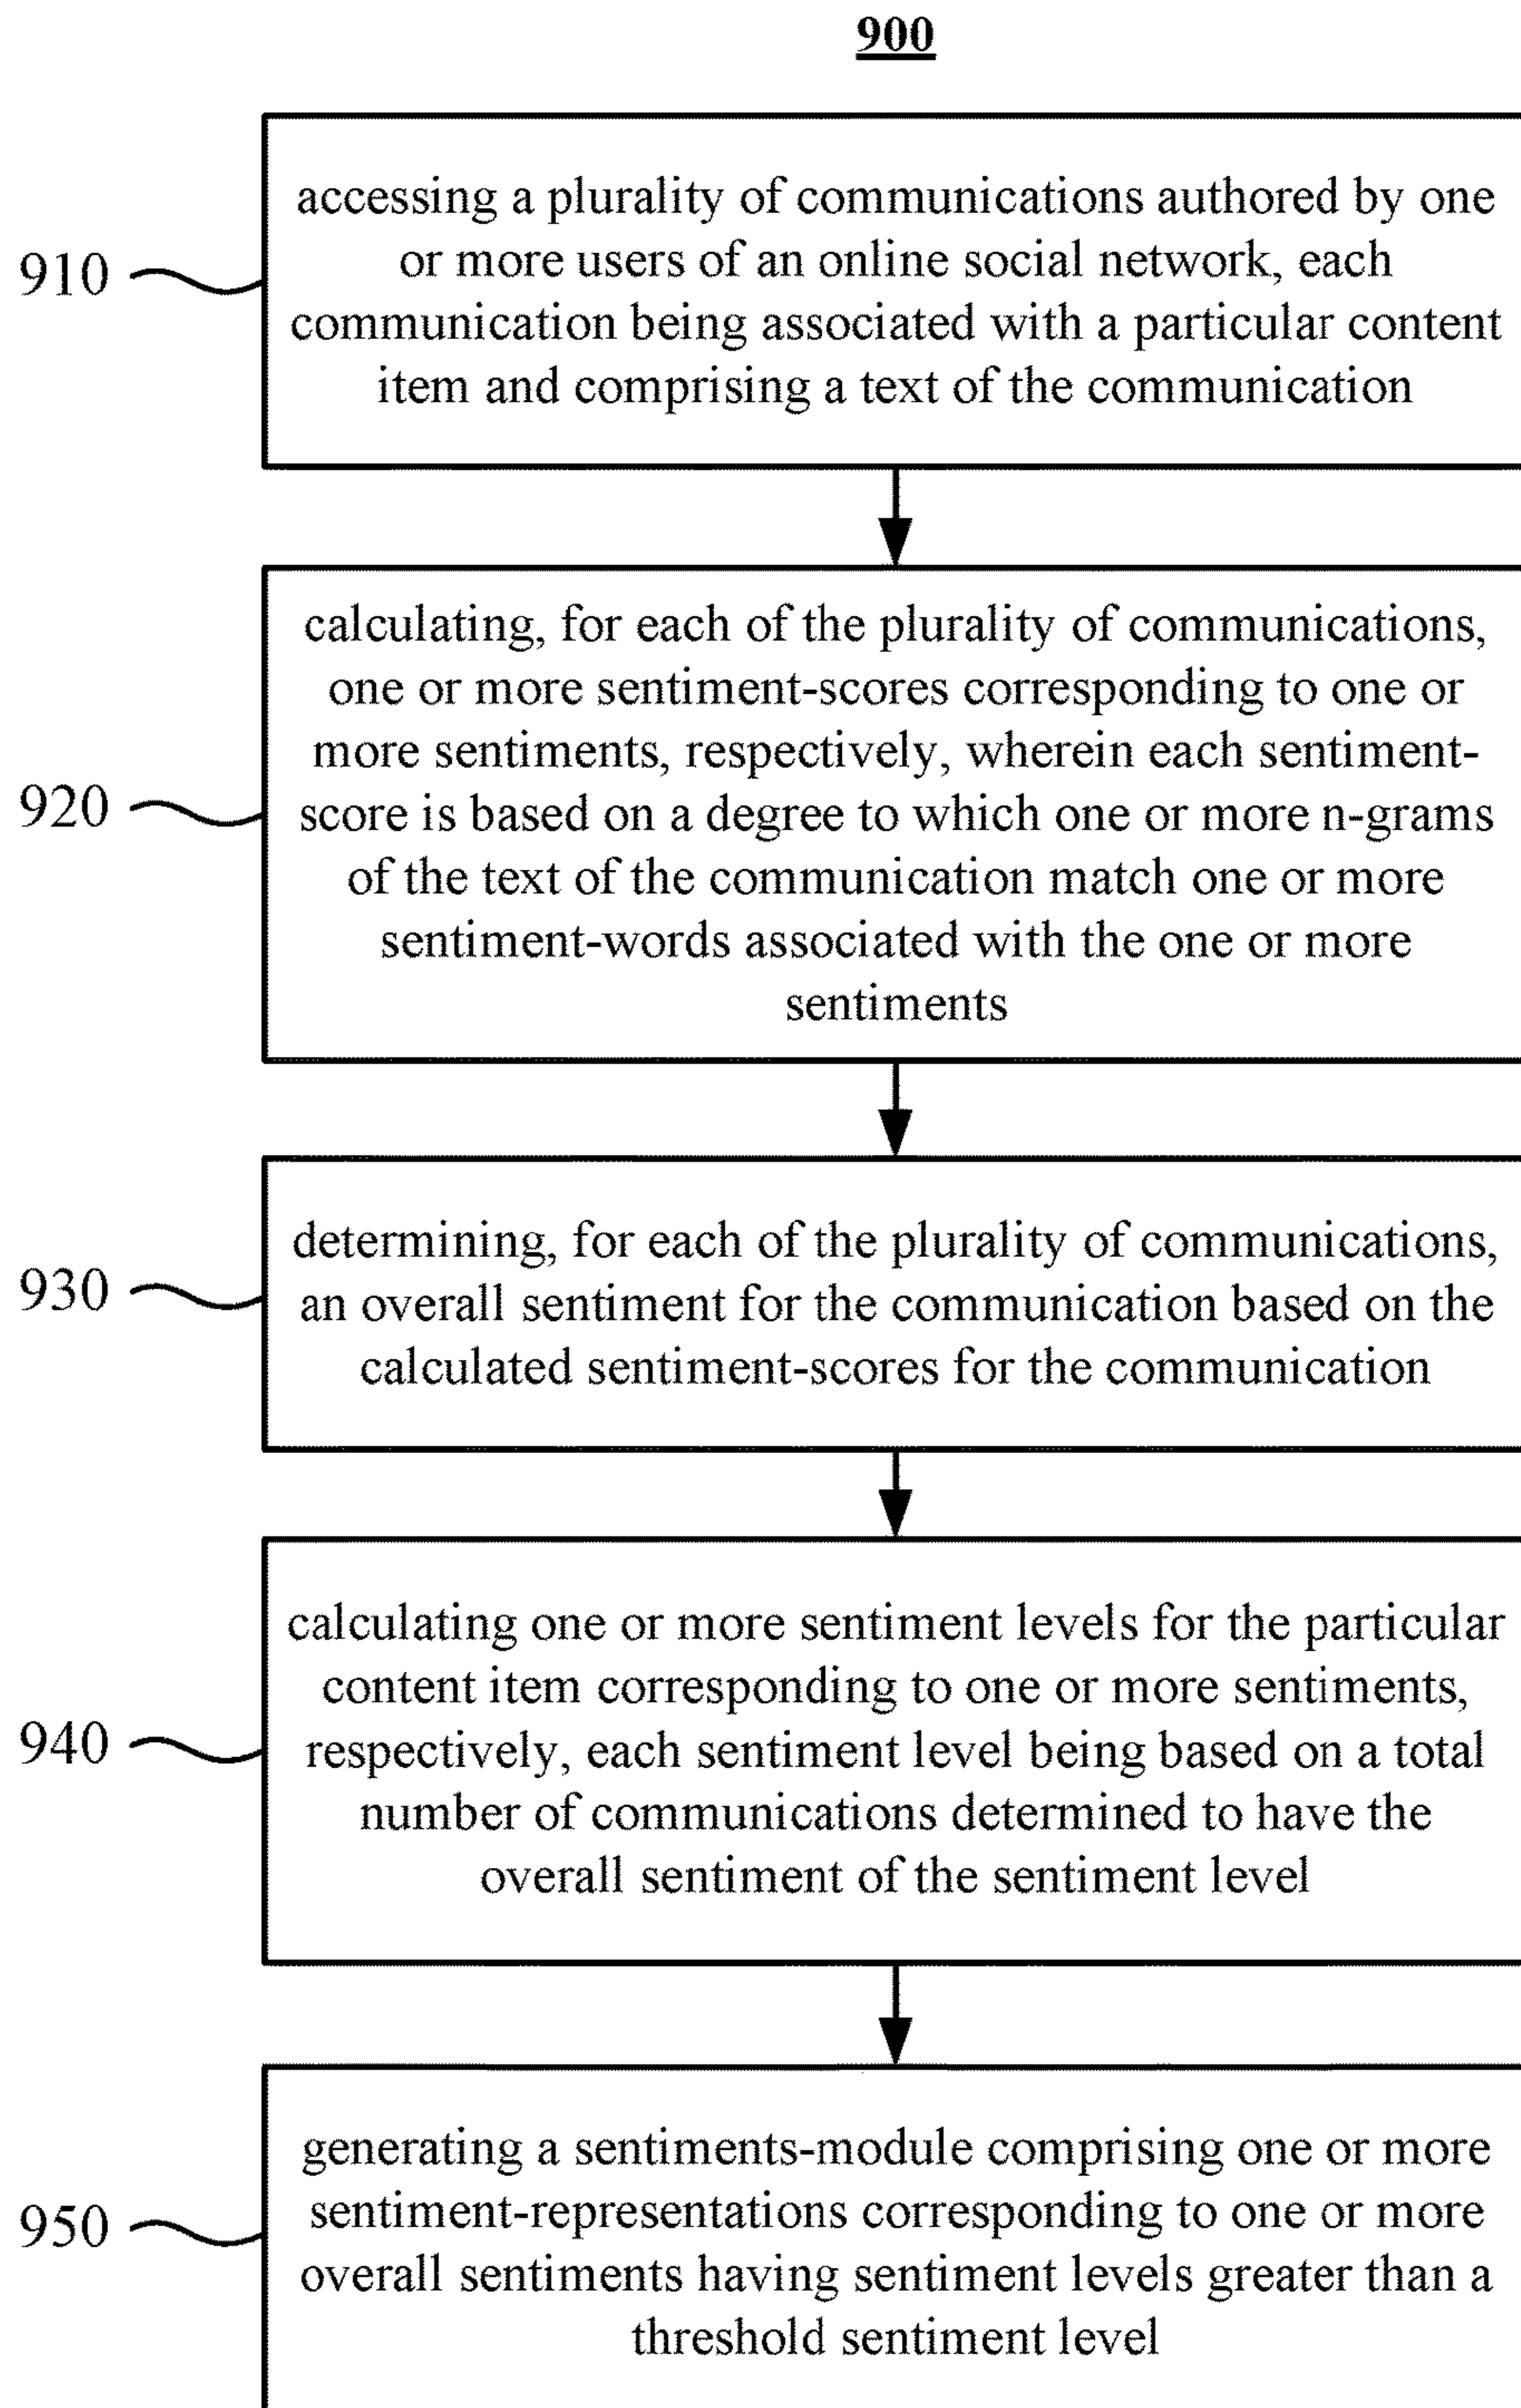 900
accessing a plurality of communications authored by one
or more users of an online social network, each
910
communication being associated with a particular content
item and comprising a text of the communication
calculating, for each of the plurality of communications,
one or more sentiment-scores corresponding to one or
more sentiments, respectively, wherein each sentiment-
920
score is based on a degree to which one or more n-grams
of the text of the communication match one or more
sentiment-words associated with the one or more
sentiments
determining, for each of the plurality of communications,
930
an overall sentiment for the communication based on the
calculated sentiment-scores for the communication
calculating one or more sentiment levels for the particular
content item corresponding to one or more sentiments,
940
respectively, each sentiment level being based on a total
number of communications determined to have the
overall sentiment of the sentiment level
generating a sentiments-module comprising one or more
sentiment-representations corresponding to one or more
950
overall sentiments having sentiment levels greater than a
threshold sentiment level